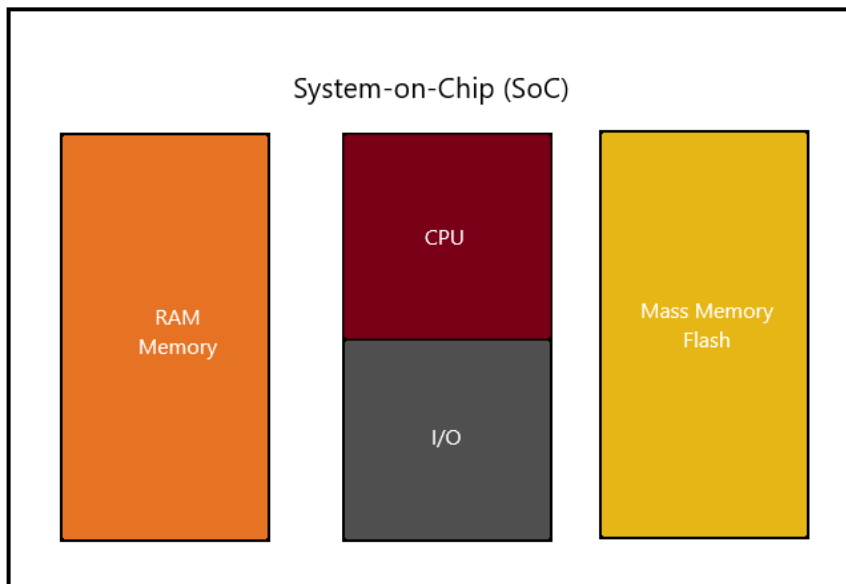 System-on-Chip (SoC)
RAM
Memory
CPU
I/O
Mass Memory
Flash